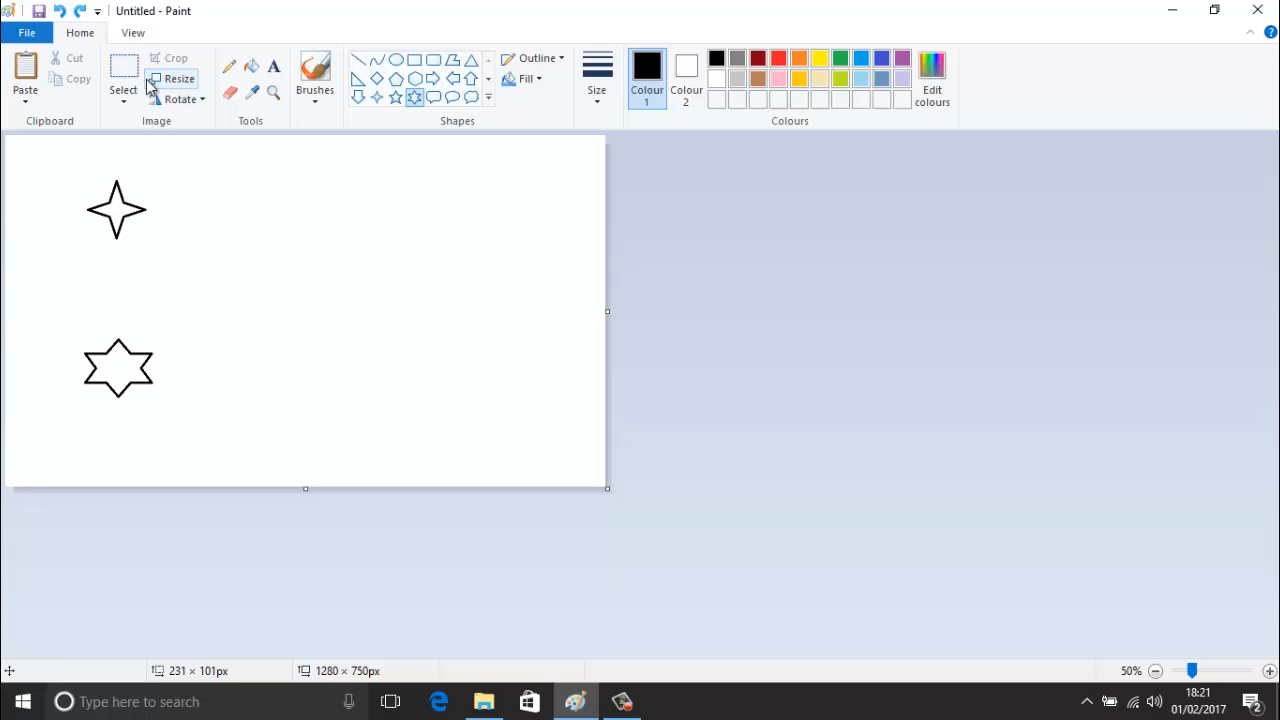 Untitled - Paint
File Home View
Paste
Cut
Copy
Clipboard
Select
Crop
Resize
Rotate
Image
A
Tools
Brushes
Shapes
Outline
Fill
Size
Colour 1
Colour 2
Edit colours
Colours
231 × 101px
1280 × 750px
50%
Type here to search
18:21
01/02/2017
2